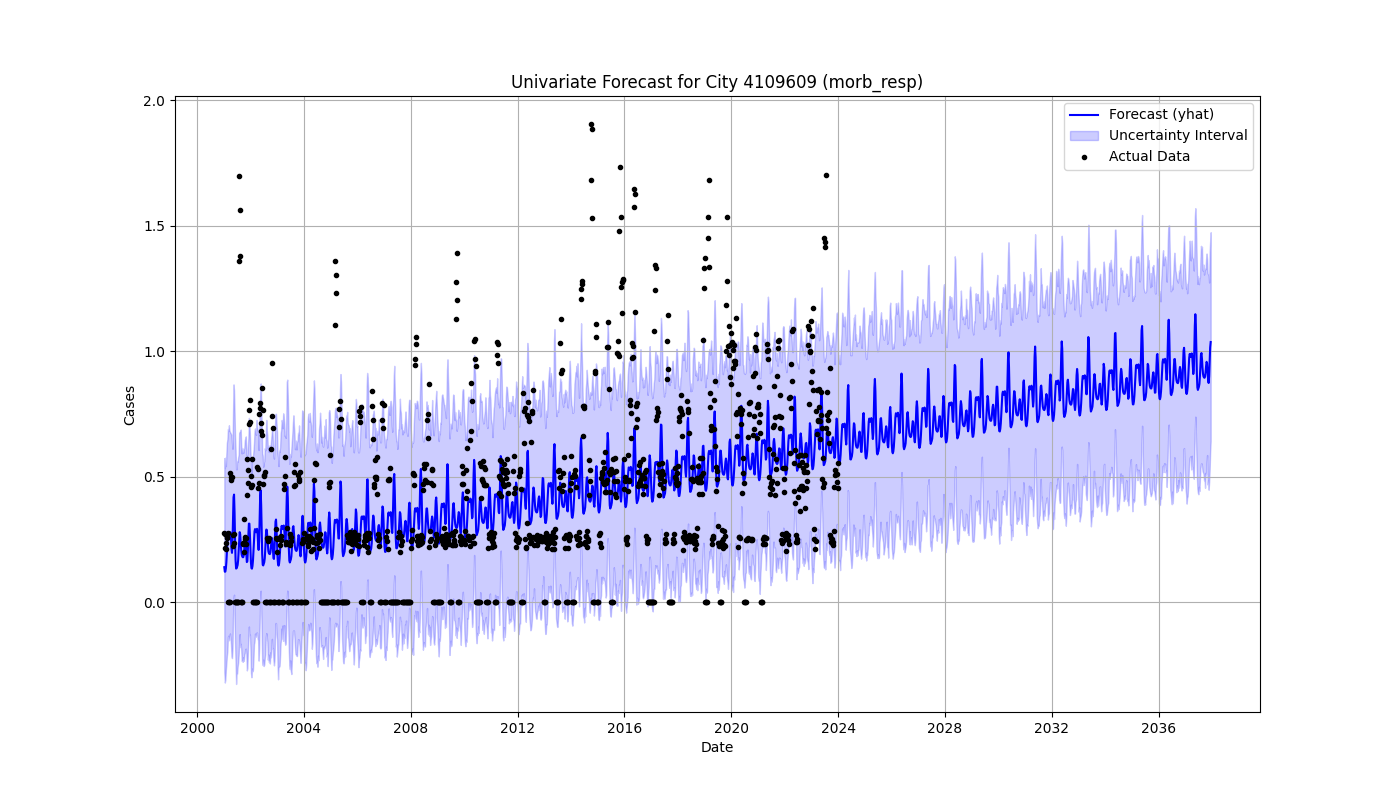 Univariate Forecast for City 4109609 (morb_resp)
Forecast (yhat)
Uncertainty Interval
Actual Data
Cases
2.0
1.5
1.0
0.5
0.0
2000 2004 2008 2012 2016 2020 2024 2028 2032 2036
Date